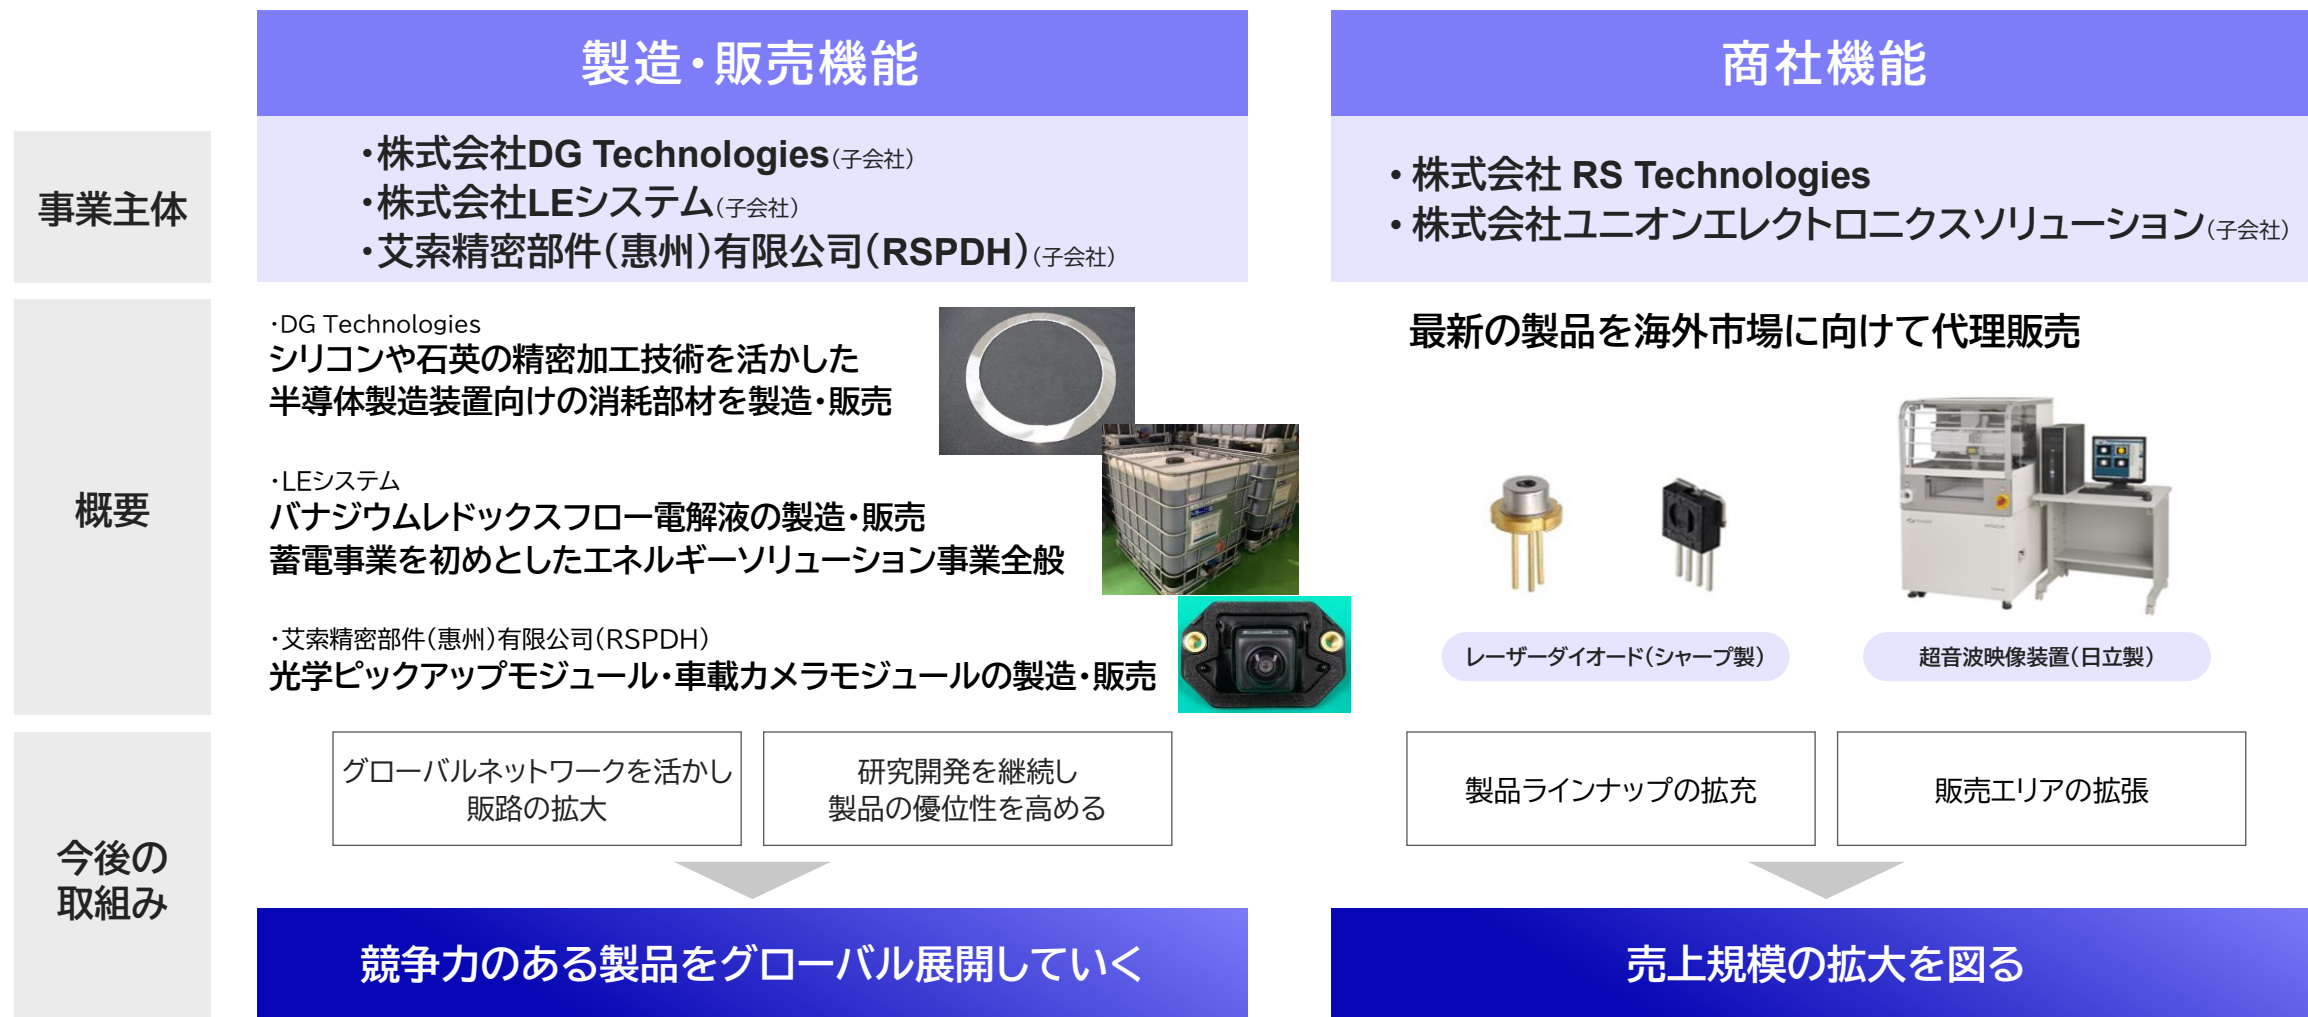 製造・販売機能
商社機能
事業主体
・株式会社DG Technologies(子会社)
・株式会社LEシステム(子会社)
・艾索精密部件(惠州)有限公司(RSPDH)(子会社)
• 株式会社 RS Technologies
• 株式会社ユニオンエレクトロニクスソリューション(子会社)
概要
・DG Technologies
シリコンや石英の精密加工技術を活かした
半導体製造装置向けの消耗部材を製造・販売
・LEシステム
バナジウムレドックスフロー電解液の製造・販売
蓄電事業を初めとしたエネルギーソリューション事業全般
・艾索精密部件(惠州)有限公司(RSPDH)
光学ピックアップモジュール・車載カメラモジュールの製造・販売
最新の製品を海外市場に向けて代理販売
レーザーダイオード(シャープ製)
超音波映像装置(日立製)
今後の
取組み
グローバルネットワークを活かし
販路の拡大
研究開発を継続し
製品の優位性を高める
製品ラインナップの拡充
販売エリアの拡張
競争力のある製品をグローバル展開していく
売上規模の拡大を図る